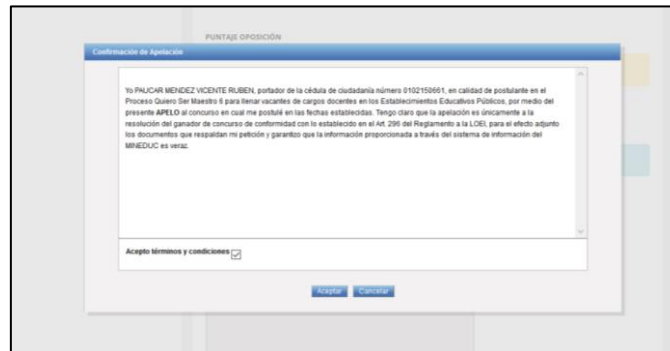 PUNTAJE OPOSICIÓN
Confirmación de Apelación
Yo PAUCAR MENDEZ VICENTE RUBEN, portador de la cédula de ciudadanía número 0102150661, en calidad de postulante en el
Proceso Quiero Ser Maestro 6 para llenar vacantes de cargos docentes en los Establecimientos Educativos Públicos, por medio del
presente APELO al concurso en cual me postulé en las fechas establecidas. Tengo claro que la apelación es únicamente a la
resolución del ganador de concurso de conformidad con lo establecido en el Art. 296 del Reglamento a la LOEI, para el efecto adjunto
los documentos que respaldan mi petición y garantizo que la información proporcionada a través del sistema de información del
MINEDUC es veraz.
Acepto términos y condiciones
Aceptar Cancelar